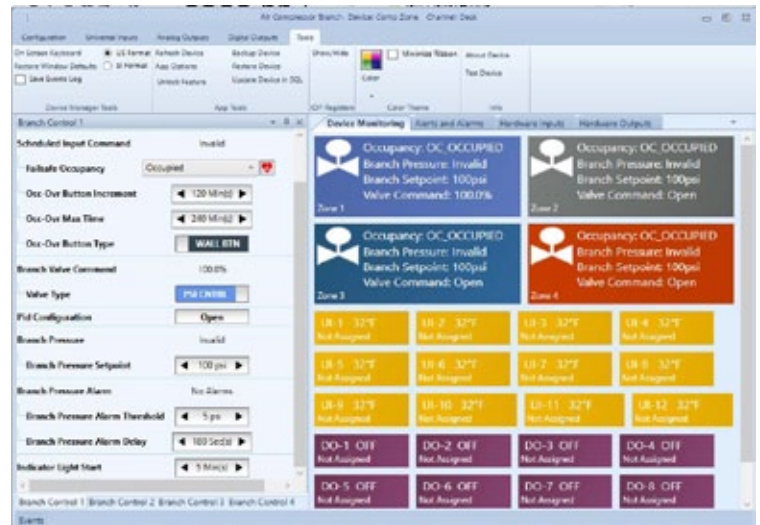 Air Compressor Branch- Device: Comp Zone Channel: Desk
Configuration Universal Inputs Analog Outputs Digital Outputs Tools
On Screen Keyboard US Format Refresh Device Backup Device Show/Hide Minimize Ribbon About Device
Restore Window Defaults SI Format App Options Restore Device Color Test Device
Save Events Log Unlock Feature Update Device in SQL
Device Manager Tools App Tools Color Theme Info
Branch Control 1
Scheduled Input Command Invalid
Failsafe Occupancy Occupied
Occ-Ovr Button Increment 120 Min(s)
Occ-Ovr Max Time 240 Min(s)
Occ-Ovr Button Type WALL BTN
Branch Valve Command 100.0%
Valve Type PSI CNTRL
Pid Configuration Open
Branch Pressure Invalid
Branch Pressure Setpoint 100 psi
Branch Pressure Alarm No Alarms
Branch Pressure Alarm Threshold 5 psi
Branch Pressure Alarm Delay 180 Sec(s)
Indicator Light Start 5 Min(s)
Branch Control 1 Branch Control 2 Branch Control 3 Branch Control 4
Events
Device Monitoring Alerts and Alarms Hardware Inputs Hardware Outputs
Occupancy: OC_OCCUPIED
Branch Pressure: Invalid
Branch Setpoint: 100psi
Valve Command: 100.0%
Zone 1
Occupancy: OC_OCCUPIED
Branch Pressure: Invalid
Branch Setpoint: 100psi
Valve Command: Open
Zone 2
Occupancy: OC_OCCUPIED
Branch Pressure: Invalid
Branch Setpoint: 100psi
Valve Command: Open
Zone 3
Occupancy: OC_OCCUPIED
Branch Pressure: Invalid
Branch Setpoint: 100psi
Valve Command: Open
Zone 4
UI-1 32°F UI-2 32°F UI-3 32°F UI-4 32°F
Not Assigned Not Assigned Not Assigned Not Assigned
UI-5 32°F UI-6 32°F UI-7 32°F UI-8 32°F
Not Assigned Not Assigned Not Assigned Not Assigned
UI-9 32°F UI-10 32°F UI-11 32°F UI-12 32°F
Not Assigned Not Assigned Not Assigned Not Assigned
DO-1 OFF DO-2 OFF DO-3 OFF DO-4 OFF
Not Assigned Not Assigned Not Assigned Not Assigned
DO-5 OFF DO-6 OFF DO-7 OFF DO-8 OFF
Not Assigned Not Assigned Not Assigned Not Assigned